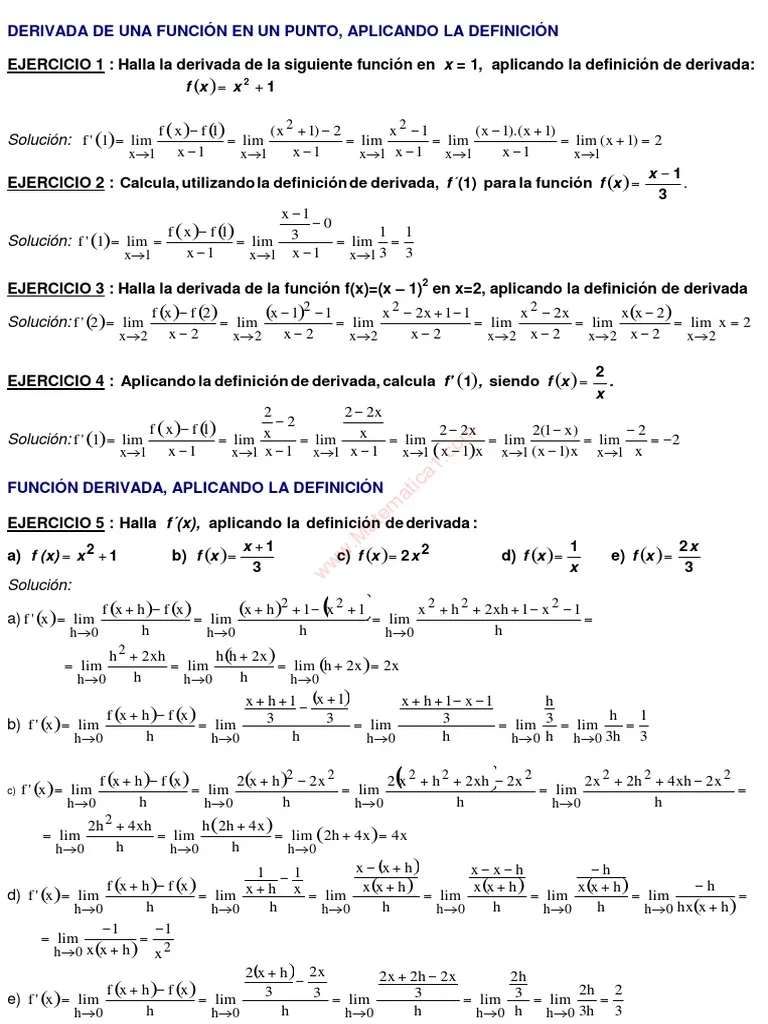 DERIVADA DE UNA FUNCIÓN EN UN PUNTO, APLICANDO LA DEFINICIÓN
EJERCICIO 1 : Halla la derivada de la siguiente función en x = 1, aplicando la definición de derivada:
f(x) = x² + 1
Solución: f'(1) = lim x→1 (f(x) − f(1))/(x − 1) = lim x→1 ((x² + 1) − 2)/(x − 1) = lim x→1 (x² − 1)/(x − 1) = lim x→1 ((x − 1).(x + 1))/(x − 1) = lim x→1 (x + 1) = 2
EJERCICIO 2 : Calcula, utilizando la definición de derivada, f´(1) para la función f(x) = (x − 1)/3 .
Solución: f'(1) = lim x→1 = (f(x) − f(1))/(x − 1) = lim x→1 ((x − 1)/3 − 0)/(x − 1) = lim x→1 1/3 = 1/3
EJERCICIO 3 : Halla la derivada de la función f(x)=(x – 1)² en x=2, aplicando la definición de derivada
Solución: f'(2) = lim x→2 (f(x) − f(2))/(x − 2) = lim x→2 ((x − 1)² − 1)/(x − 2) = lim x→2 (x² − 2x + 1 − 1)/(x − 2) = lim x→2 (x² − 2x)/(x − 2) = lim x→2 (x(x − 2))/(x − 2) = lim x→2 x = 2
EJERCICIO 4 : Aplicando la definición de derivada, calcula f'(1), siendo f(x) = 2/x .
Solución: f'(1) = lim x→1 (f(x) − f(1))/(x − 1) = lim x→1 (2/x − 2)/(x − 1) = lim x→1 ((2 − 2x)/x)/(x − 1) = lim x→1 (2 − 2x)/((x − 1)x) = lim x→1 (2(1 − x))/((x − 1)x) = lim x→1 (−2)/x = −2
FUNCIÓN DERIVADA, APLICANDO LA DEFINICIÓN
EJERCICIO 5 : Halla f´(x), aplicando la definición de derivada :
a) f(x) = x² + 1 b) f(x) = (x + 1)/3 c) f(x) = 2x² d) f(x) = 1/x e) f(x) = 2x/3
Solución:
a) f'(x) = lim h→0 (f(x + h) − f(x))/h = lim h→0 ((x + h)² + 1 − (x² + 1))/h = lim h→0 (x² + h² + 2xh + 1 − x² − 1)/h =
= lim h→0 (h² + 2xh)/h = lim h→0 (h(h + 2x))/h = lim h→0 (h + 2x) = 2x
b) f'(x) = lim h→0 (f(x + h) − f(x))/h = lim h→0 ((x + h + 1)/3 − (x + 1)/3)/h = lim h→0 ((x + h + 1 − x − 1)/3)/h = lim h→0 (h/3)/h = lim h→0 h/3h = 1/3
c) f'(x) = lim h→0 (f(x + h) − f(x))/h = lim h→0 (2(x + h)² − 2x²)/h = lim h→0 (2(x² + h² + 2xh) − 2x²)/h = lim h→0 (2x² + 2h² + 4xh − 2x²)/h =
= lim h→0 (2h² + 4xh)/h = lim h→0 (h(2h + 4x))/h = lim h→0 (2h + 4x) = 4x
d) f'(x) = lim h→0 (f(x + h) − f(x))/h = lim h→0 (1/(x + h) − 1/x)/h = lim h→0 ((x − (x + h))/(x(x + h)))/h = lim h→0 ((x − x − h)/(x(x + h)))/h = lim h→0 (−h/(x(x + h)))/h = lim h→0 −h/(hx(x + h)) =
= lim h→0 −1/(x(x + h)) = −1/x²
e) f'(x) = lim h→0 (f(x + h) − f(x))/h = lim h→0 (2(x + h)/3 − 2x/3)/h = lim h→0 ((2x + 2h − 2x)/3)/h = lim h→0 (2h/3)/h = lim h→0 2h/3h = 2/3
www.Matematica1.com